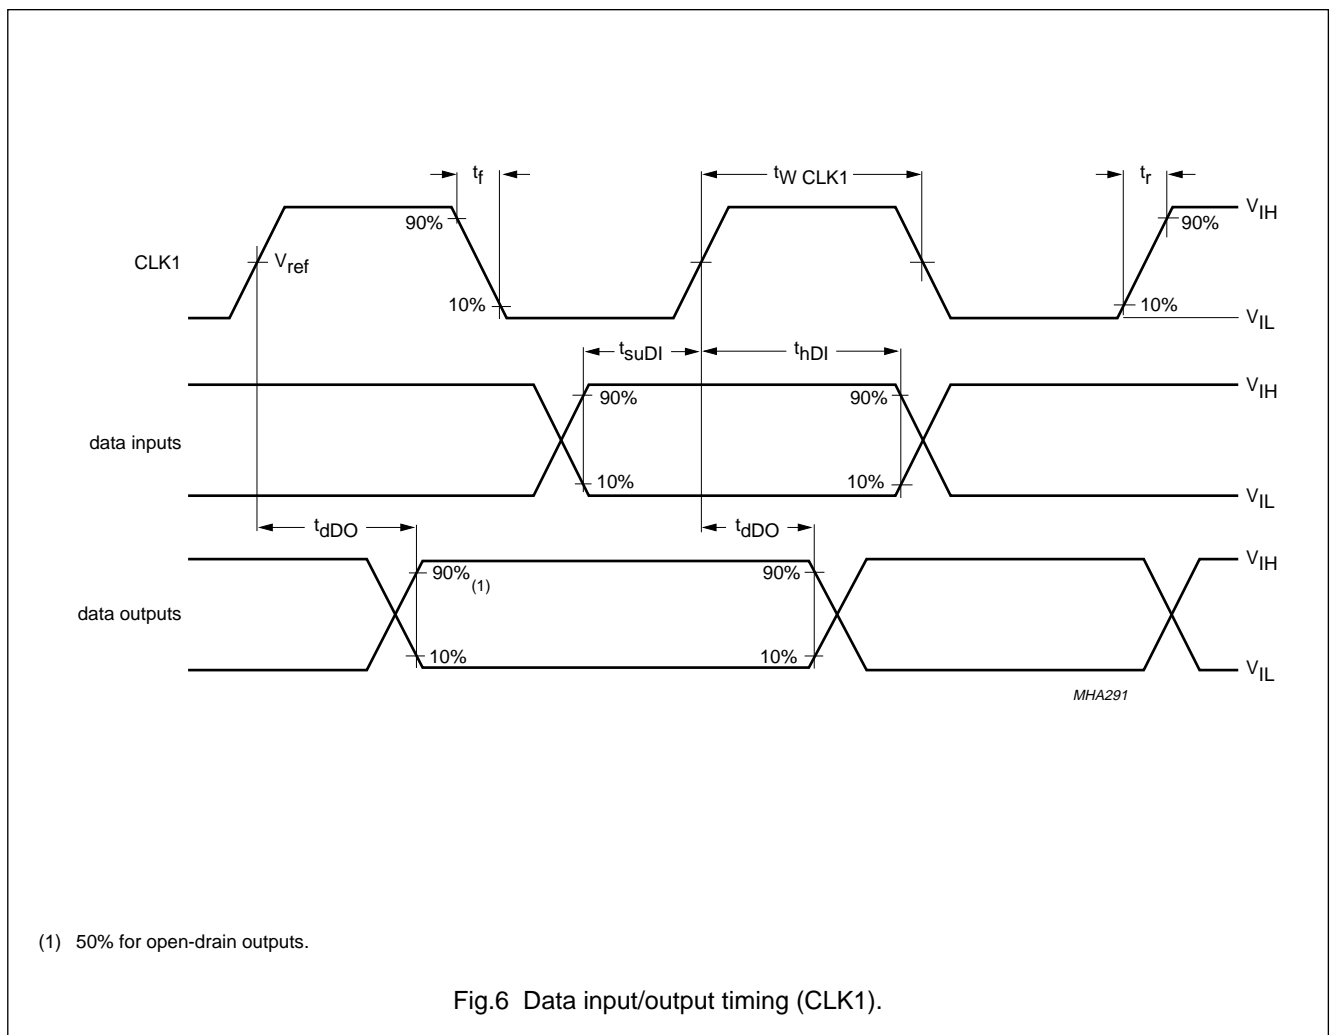 tf
tW CLK1
tr
VIH
90%
90%
CLK1
Vref
10%
10%
VIL
tsuDI
thDI
VIH
90%
90%
data inputs
10%
10%
VIL
tdDO
tdDO
VIH
90%
(1)
90%
data outputs
10%
10%
VIL
MHA291
(1) 50% for open-drain outputs.
Fig.6 Data input/output timing (CLK1).